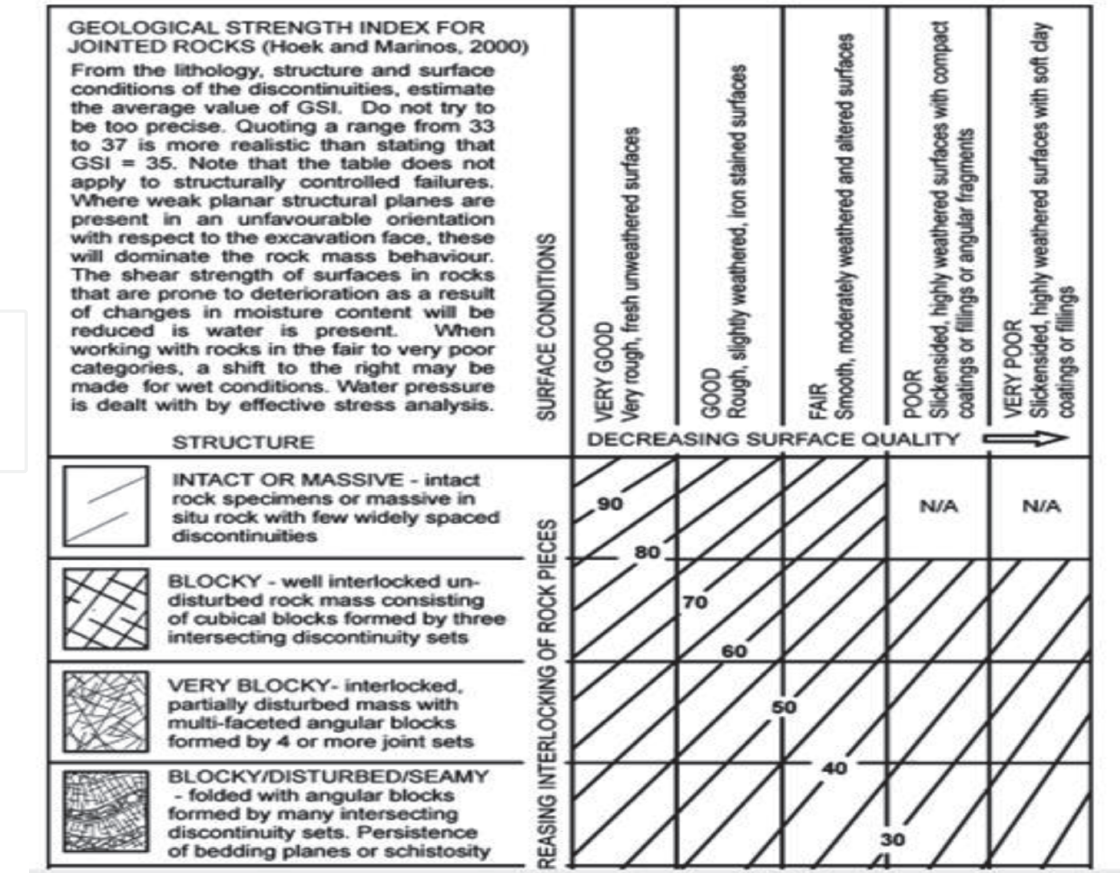 GEOLOGICAL STRENGTH INDEX FOR
JOINTED ROCKS (Hoek and Marinos, 2000)
From the lithology, structure and surface
conditions of the discontinuities, estimate
the average value of GSI. Do not try to
be too precise. Quoting a range from 33
to 37 is more realistic than stating that
GSI = 35. Note that the table does not
apply to structurally controlled failures.
Where weak planar structural planes are
present in an unfavourable orientation
with respect to the excavation face, these
will dominate the rock mass behaviour.
The shear strength of surfaces in rocks
that are prone to deterioration as a result
of changes in moisture content will be
reduced is water is present. When
working with rocks in the fair to very poor
categories, a shift to the right may be
made for wet conditions. Water pressure
is dealt with by effective stress analysis.
STRUCTURE
SURFACE CONDITIONS
VERY GOOD
Very rough, fresh unweathered surfaces
GOOD
Rough, slightly weathered, iron stained surfaces
FAIR
Smooth, moderately weathered and altered surfaces
POOR
Slickensided, highly weathered surfaces with compact
coatings or fillings or angular fragments
VERY POOR
Slickensided, highly weathered surfaces with soft clay
coatings or fillings
DECREASING SURFACE QUALITY
INTACT OR MASSIVE - intact
rock specimens or massive in
situ rock with few widely spaced
discontinuities
BLOCKY - well interlocked un-
disturbed rock mass consisting
of cubical blocks formed by three
intersecting discontinuity sets
VERY BLOCKY- interlocked,
partially disturbed mass with
multi-faceted angular blocks
formed by 4 or more joint sets
BLOCKY/DISTURBED/SEAMY
- folded with angular blocks
formed by many intersecting
discontinuity sets. Persistence
of bedding planes or schistosity
REASING INTERLOCKING OF ROCK PIECES
90
N/A
N/A
80
70
60
50
40
30